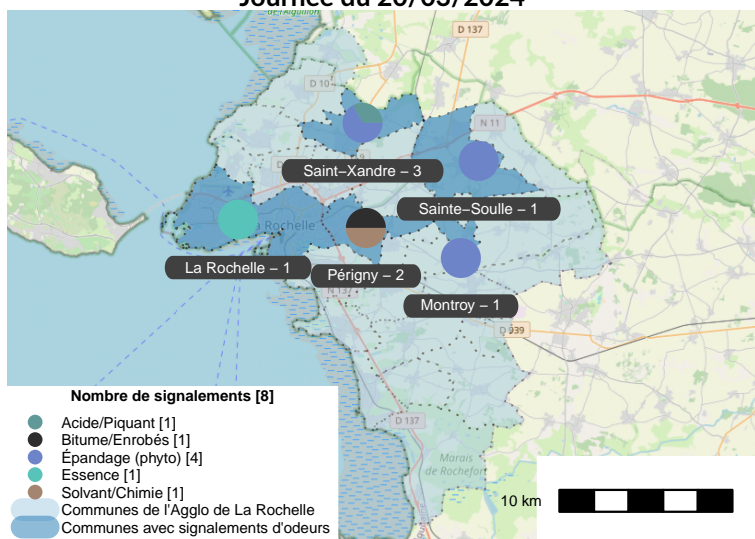 Journée du 20/03/2024
D 137
D 10
N 11
Saint–Xandre – 3
Sainte–Soulle – 1
La Rochelle
La Rochelle – 1
Périgny – 2
N 137
Montroy – 1
D 939
Nombre de signalements [8]
Acide/Piquant [1]
Bitume/Enrobés [1]
Épandage (phyto) [4]
Essence [1]
Solvant/Chimie [1]
Communes de l'Agglo de La Rochelle
Communes avec signalements d'odeurs
D 137
Marais
de Rochefort
10 km